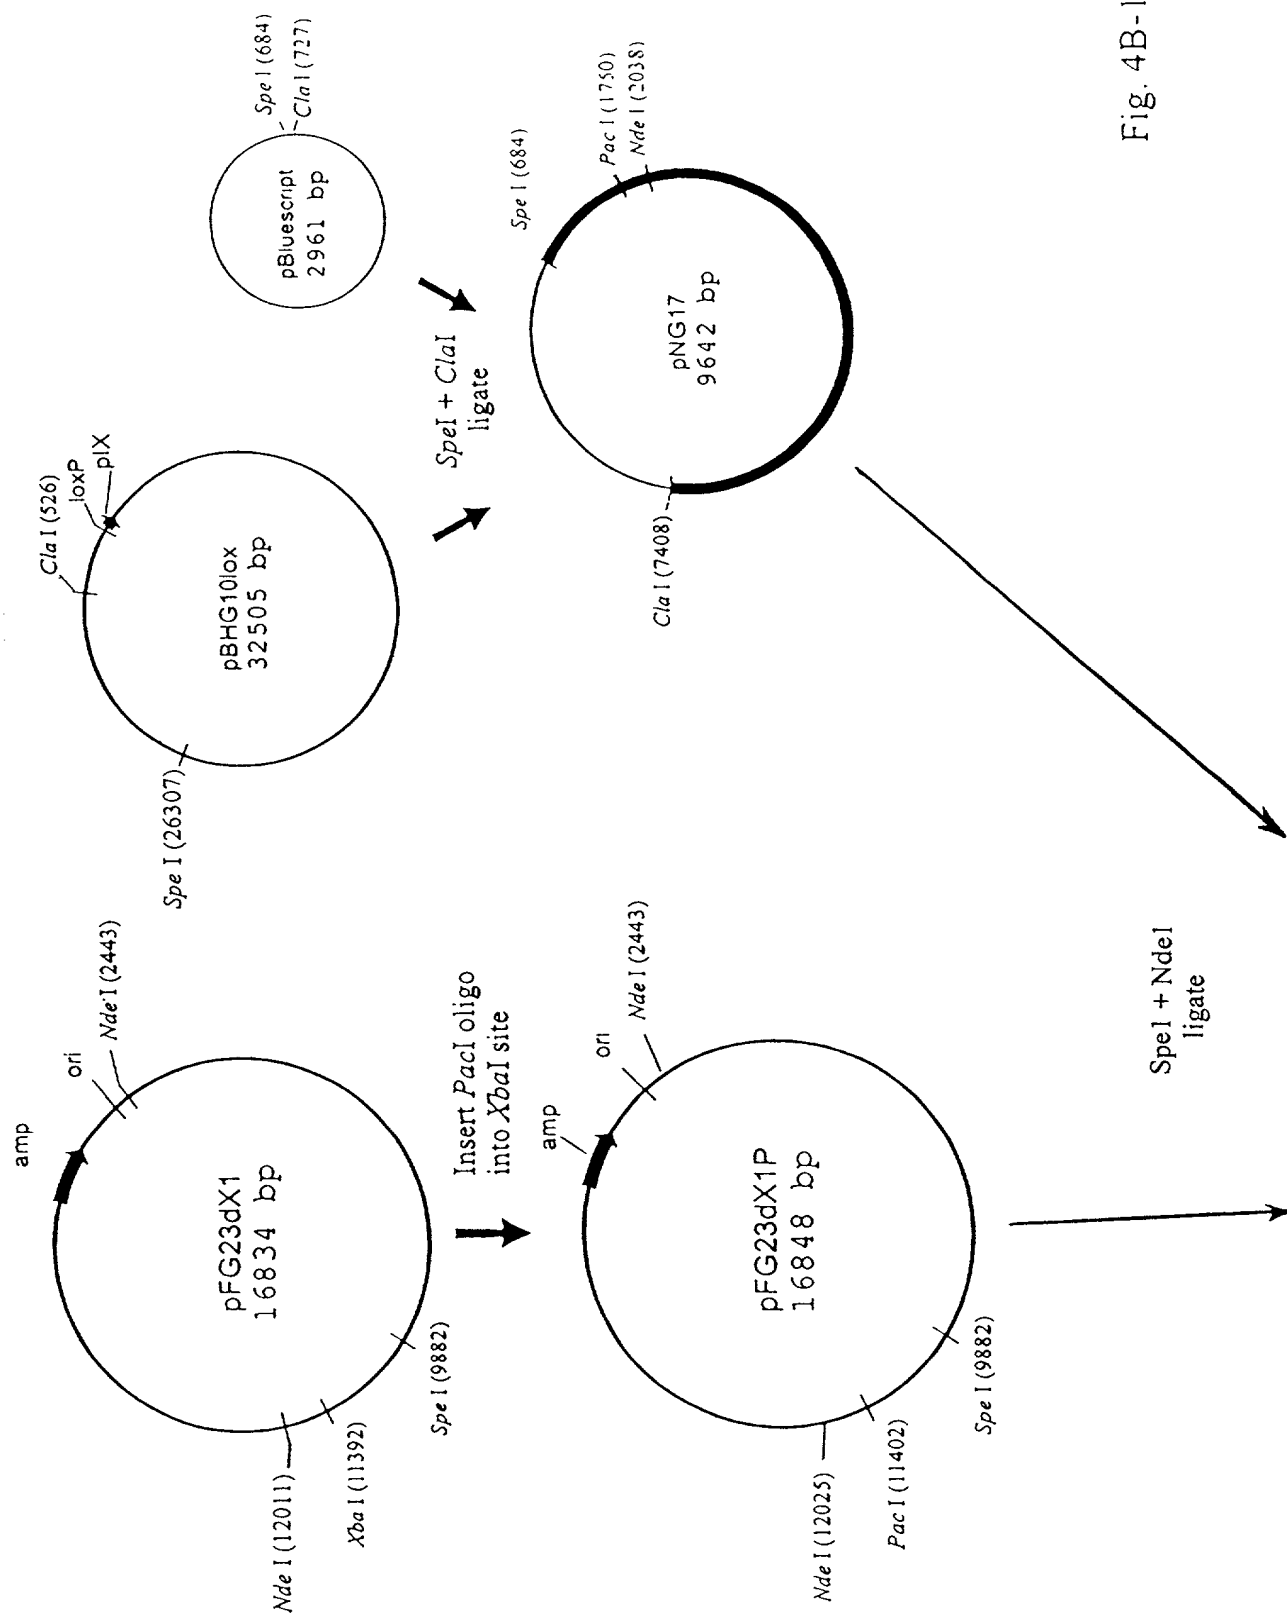 amp
ori
Nde I (2443)
pFG23dX1
16834 bp
Nde I (12011)
Xba I (11392)
Spe I (9882)
Insert PacI oligo
into XbaI site
amp
ori
Nde I (2443)
pFG23dX1P
16848 bp
Nde I (12025)
Pac I (11402)
Spe I (9882)
Cla I (526)
loxP
pIX
Spe I (26307)
pBHG10lox
32505 bp
Spe I (684)
Cla I (727)
pBluescript
2961 bp
SpeI + ClaI
ligate
Spe I (684)
Pac I (1750)
Nde I (2038)
pNG17
9642 bp
Cla I (7408)
SpeI + NdeI
ligate
Fig. 4B-1